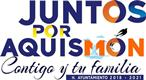 JUNTOS
POR
AQUISMÓN
Contigo y tu familia
H. AYUNTAMIENTO 2018 - 2021